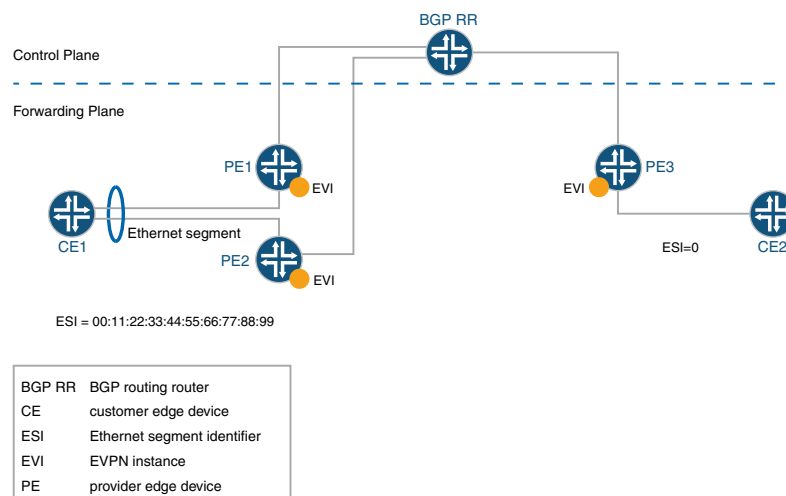 BGP RR
Control Plane
Forwarding Plane
PE1
EVI
PE3
EVI
CE1
Ethernet segment
PE2
EVI
ESI=0
CE2
ESI = 00:11:22:33:44:55:66:77:88:99
BGP RR BGP routing router
CE customer edge device
ESI Ethernet segment identifier
EVI EVPN instance
PE provider edge device